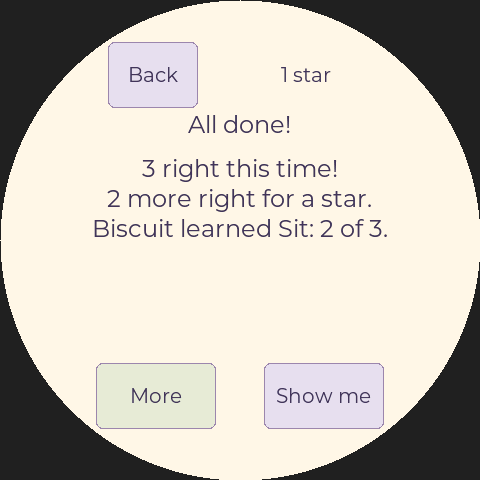 Back
1 star
All done!
3 right this time!
2 more right for a star.
Biscuit learned Sit: 2 of 3.
More
Show me